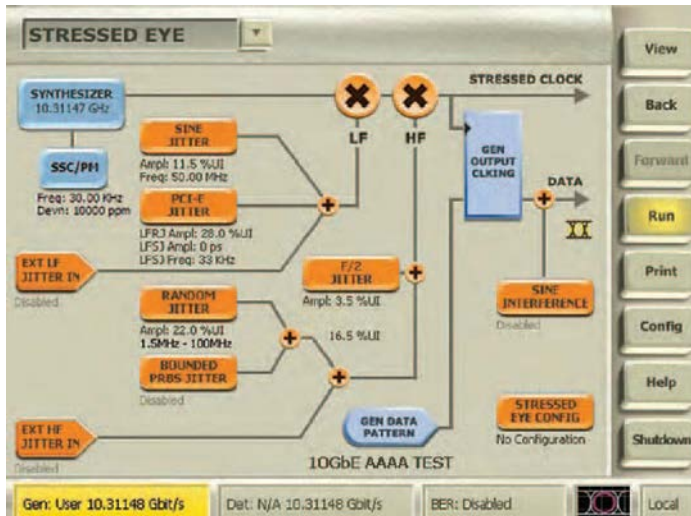 STRESSED EYE
View
SYNTHESIZER
10.31147 GHz
STRESSED CLOCK
Back
LF
HF
SINE
JITTER
Ampl: 11.5 %UI
Freq: 50.00 MHz
GEN
OUTPUT
CLKING
Forward
SSC/PM
Freq: 30.00 KHz
Devn: 10000 ppm
DATA
PCI-E
JITTER
LFRJ Ampl: 28.0 %UI
LFSJ Ampl: 0 ps
LFSJ Freq: 33 KHz
Run
EXT LF
JITTER IN
Disabled
F/2
JITTER
Ampl: 3.5 %UI
Print
RANDOM
JITTER
Ampl: 22.0 %UI
1.5MHz - 100MHz
SINE
INTERFERENCE
Disabled
16.5 %UI
Config
BOUNDED
PRBS JITTER
Disabled
Help
EXT HF
JITTER IN
Disabled
GEN DATA
PATTERN
STRESSED
EYE CONFIG
No Configuration
Shutdown
10GbE AAAA TEST
Gen: User 10.31148 Gbit/s
Det: N/A 10.31148 Gbit/s
BER: Disabled
Local